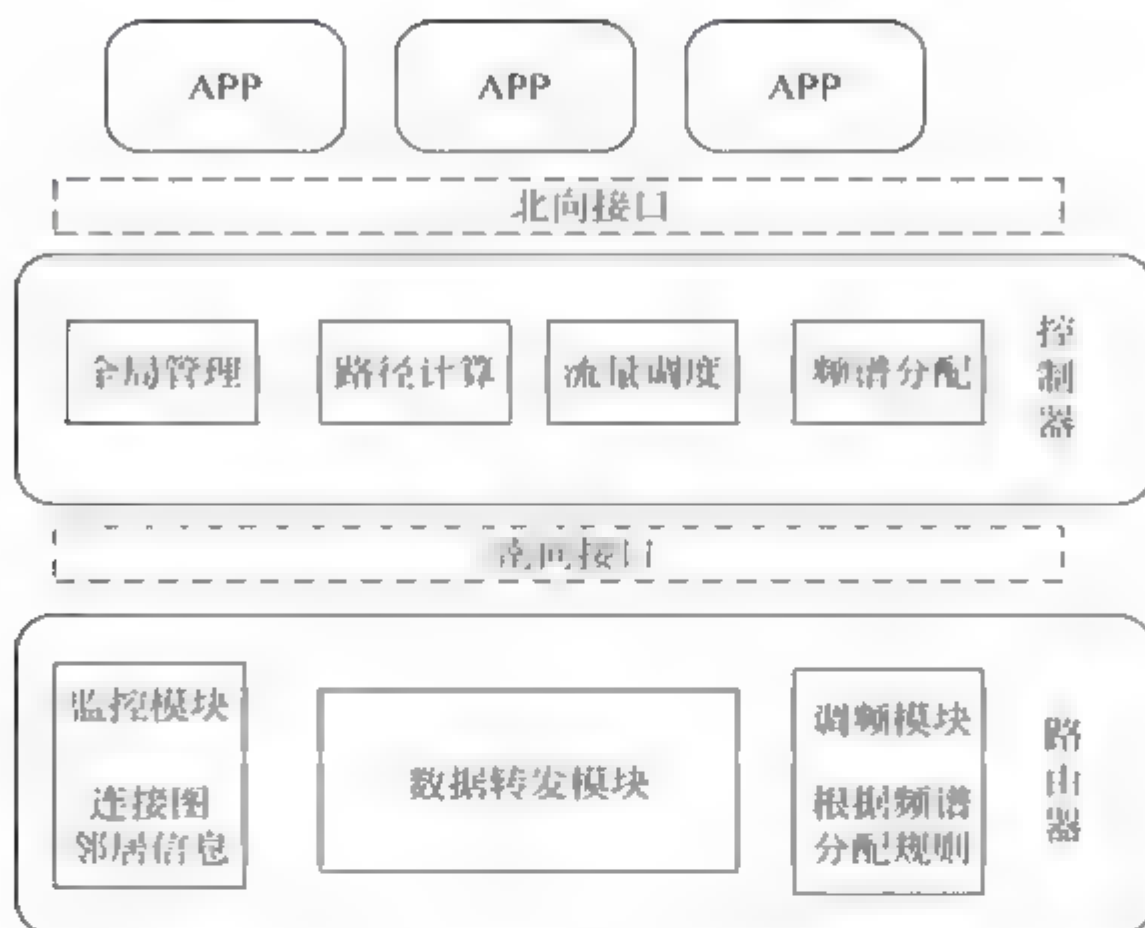 APP
APP
APP
北向接口
全局管理
路径计算
流量调度
频谱分配
控
制
器
南向接口
监控模块
连接图
邻居信息
数据转发模块
调频模块
根据频谱
分配规则
路
由
器